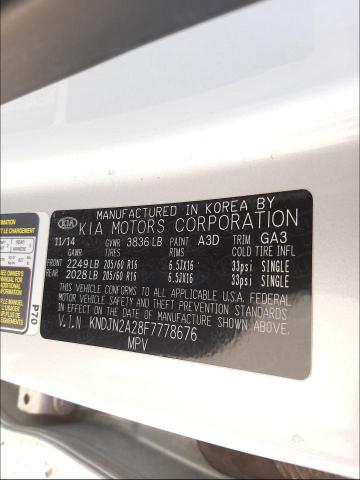 MANUFACTURED IN KOREA BY
KIA KIA MOTORS CORPORATION
11/14 GVWR 3836 LB PAINT A3D TRIM GA3
GAWR TIRES RIMS COLD TIRE INFL
FRONT 2249 LB 205/60 R16 6.5JX16 33psi SINGLE
REAR 2028 LB 205/60 R16 6.5JX16 33psi SINGLE
THIS VEHICLE CONFORMS TO ALL APPLICABLE
U.S. FEDERAL MOTOR VEHICLE SAFETY STANDARDS
IN EFFECT ON THE DATE OF MANUFACTURE SHOWN ABOVE.
V.I.N KNDJN2A28F7778676
MPV
P70